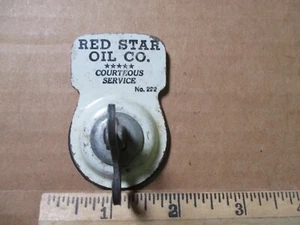 RED STAR
OIL CO.
★★★★★
COURTEOUS
SERVICE
No. 222
1 2 3